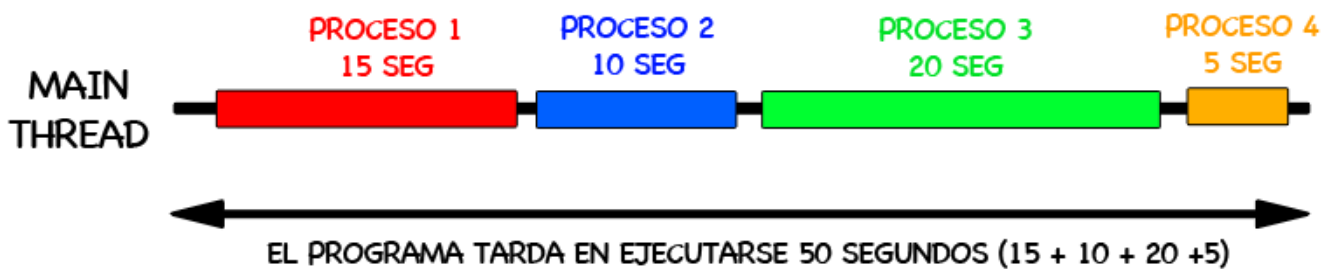 PROCESO 1
15 SEG
PROCESO 2
10 SEG
PROCESO 3
20 SEG
PROCESO 4
5 SEG
MAIN
THREAD
EL PROGRAMA TARDA EN EJECUTARSE 50 SEGUNDOS (15 + 10 + 20 +5)